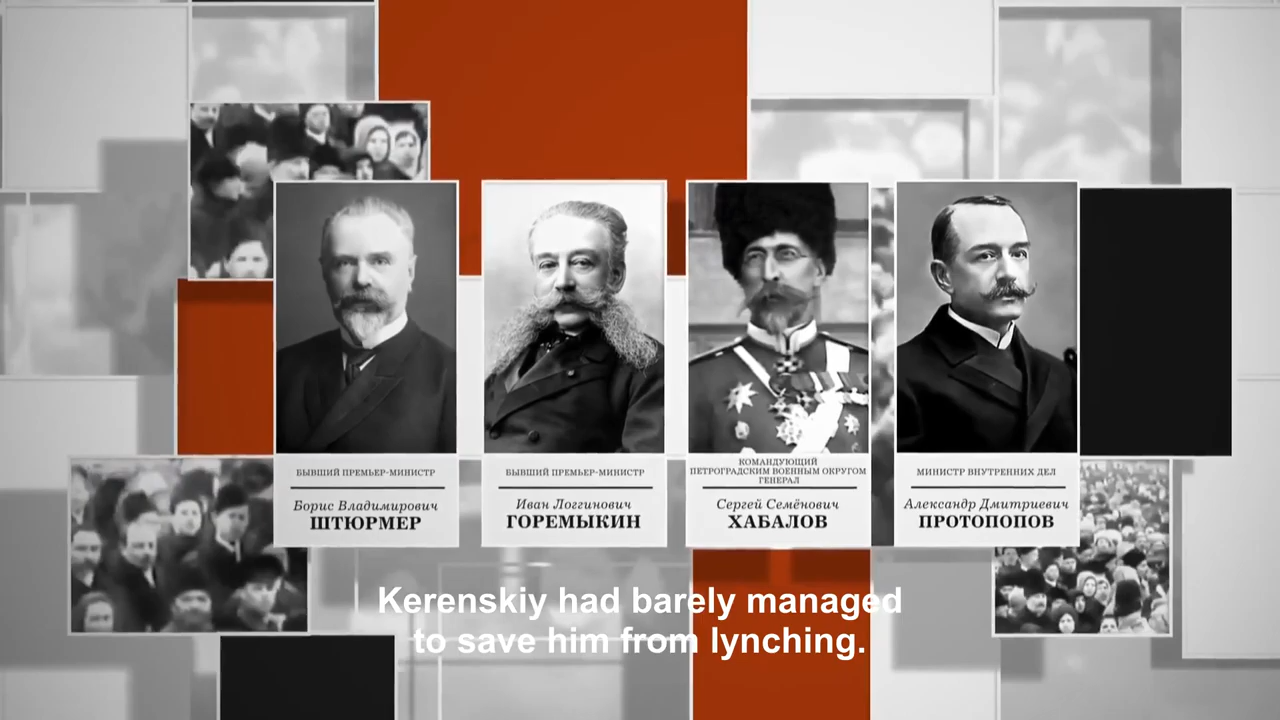 БЫВШИЙ ПРЕМЬЕР-МИНИСТР
Борис Владимирович
ШТЮРМЕР
БЫВШИЙ ПРЕМЬЕР-МИНИСТР
Иван Логгинович
ГОРЕМЫКИН
КОМАНДУЮЩИЙ
ПЕТРОГРАДСКИМ ВОЕННЫМ ОКРУГОМ
ГЕНЕРАЛ
Сергей Семёнович
ХАБАЛОВ
МИНИСТР ВНУТРЕННИХ ДЕЛ
Александр Дмитриевич
ПРОТОПОПОВ
Kerenskiy had barely managed
to save him from lynching.